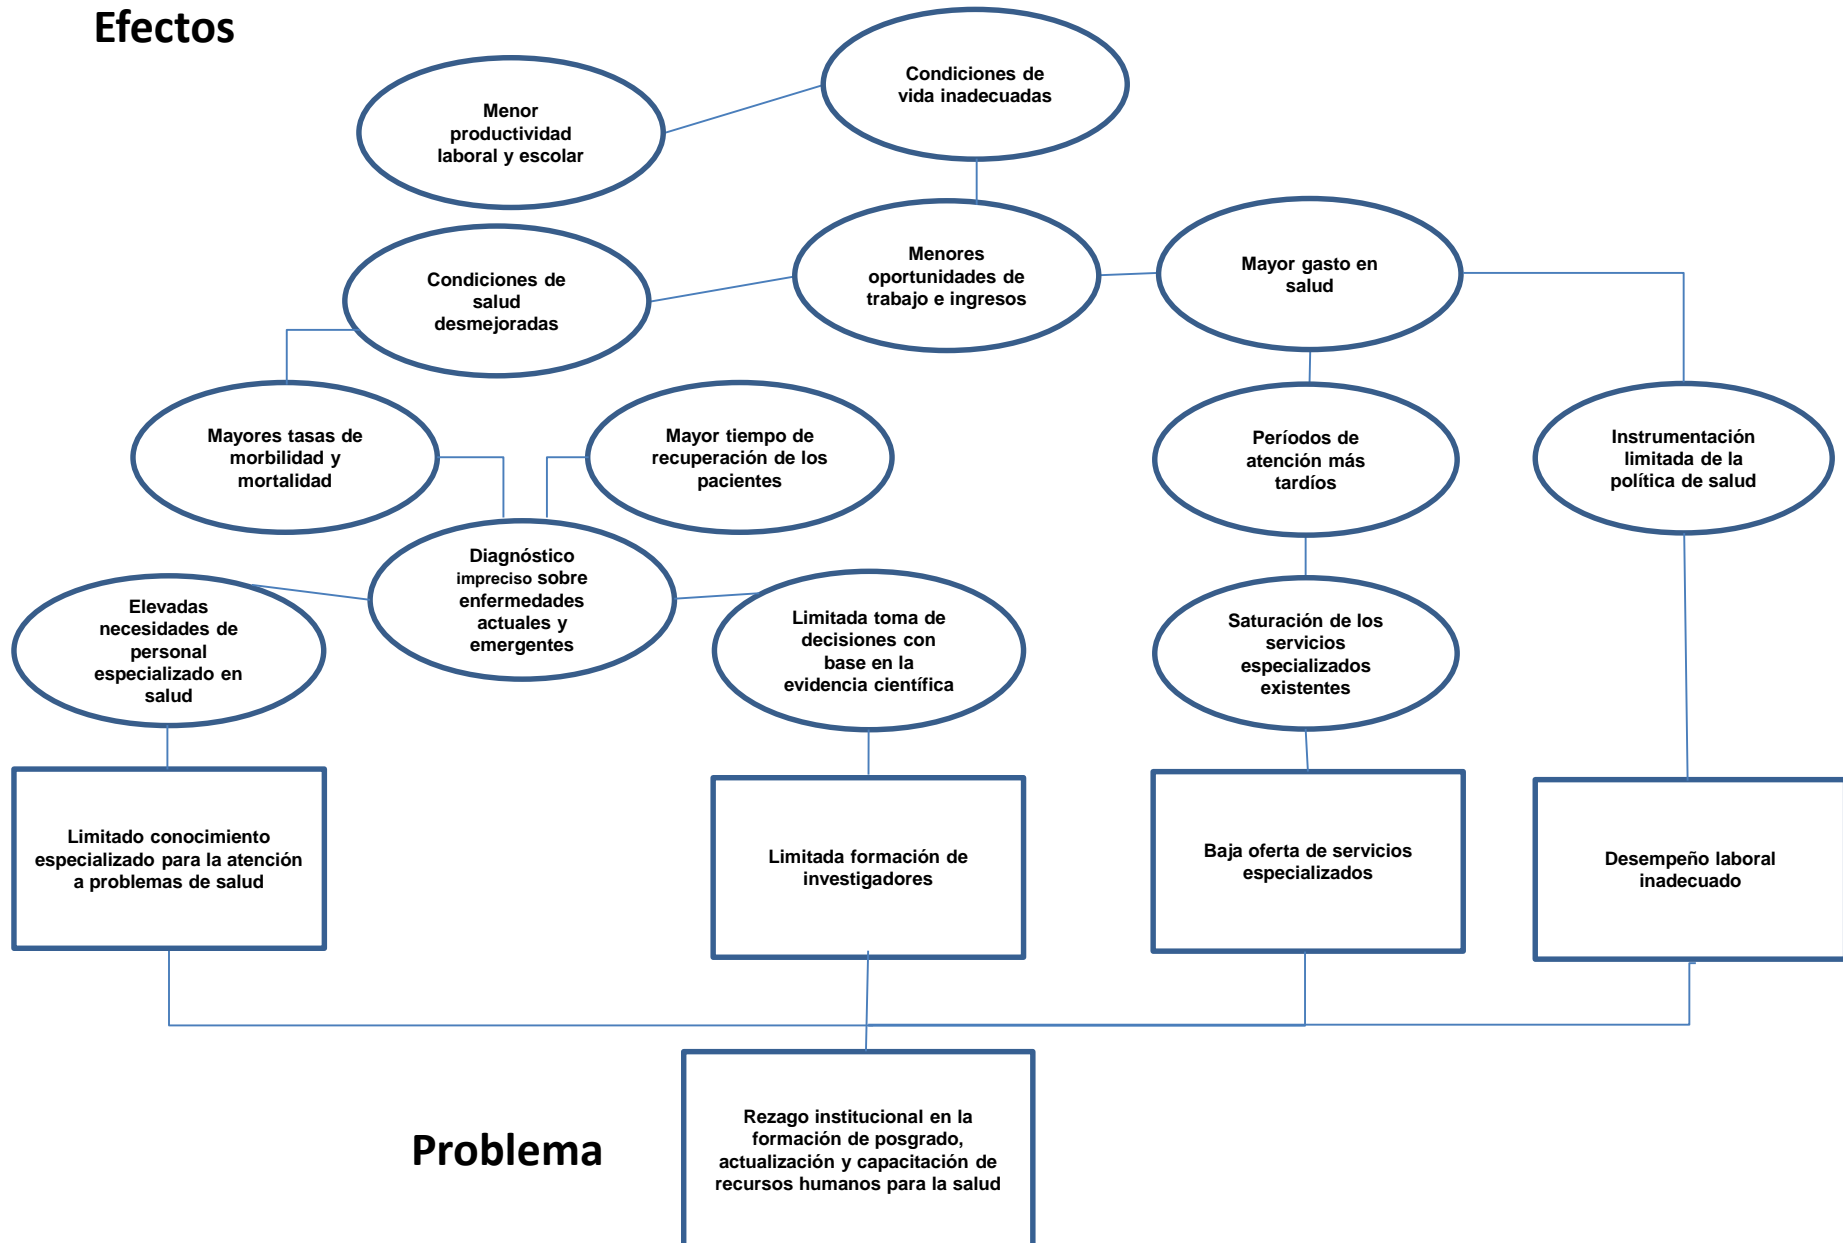 Efectos
Condiciones de
vida inadecuadas
Menor
productividad
laboral y escolar
Condiciones de
salud
desmejoradas
Menores
oportunidades de
trabajo e ingresos
Mayor gasto en
salud
Mayores tasas de
morbilidad y
mortalidad
Mayor tiempo de
recuperación de los
pacientes
Períodos de
atención más
tardíos
Instrumentación
limitada de la
política de salud
Diagnóstico
impreciso sobre
enfermedades
actuales y
emergentes
Elevadas
necesidades de
personal
especializado en
salud
Limitada toma de
decisiones con
base en la
evidencia científica
Saturación de los
servicios
especializados
existentes
Limitado conocimiento
especializado para la atención
a problemas de salud
Limitada formación de
investigadores
Baja oferta de servicios
especializados
Desempeño laboral
inadecuado
Problema
Rezago institucional en la
formación de posgrado,
actualización y capacitación de
recursos humanos para la salud